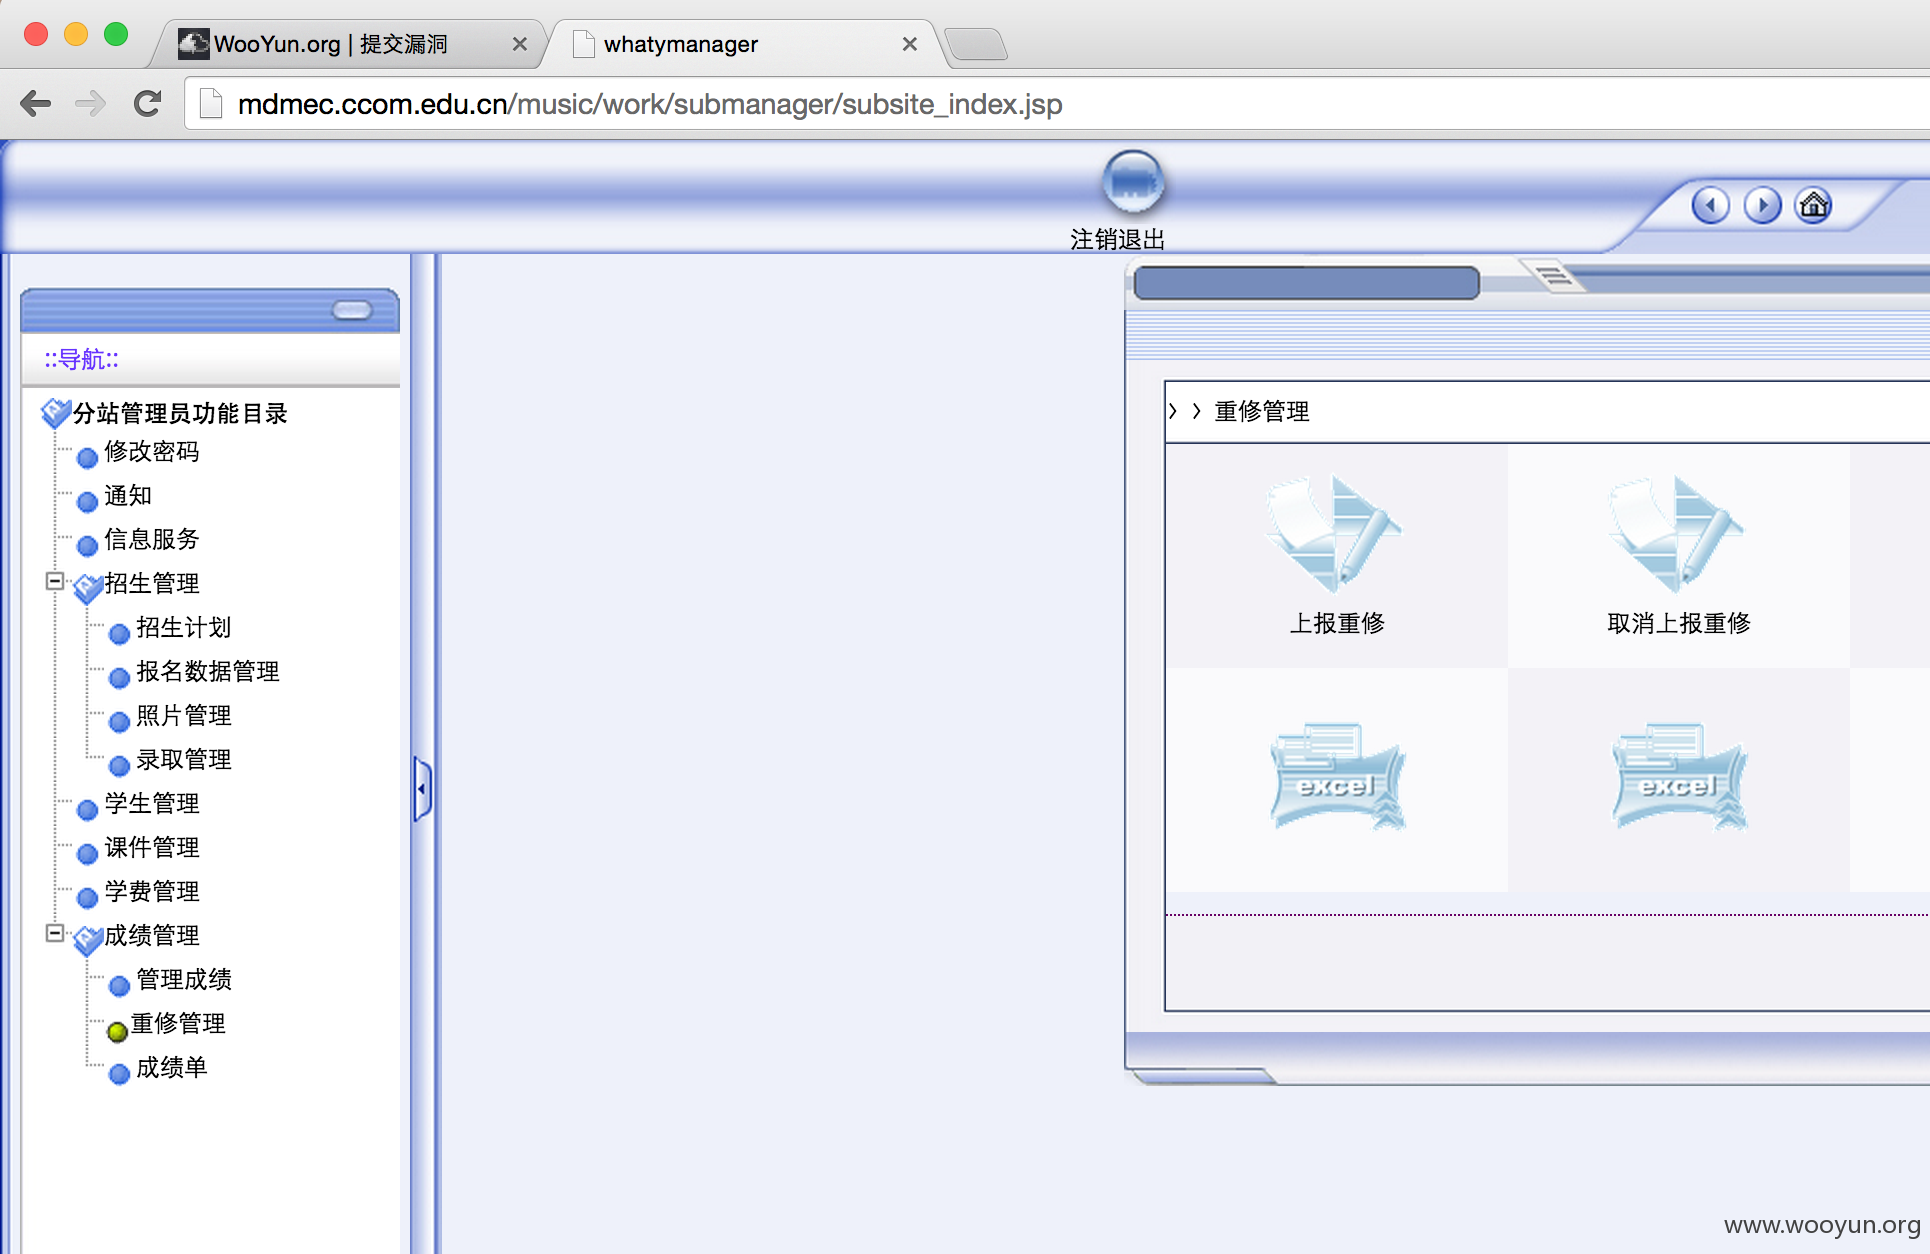 WooYun.org | 提交漏洞
whatymanager
mdmec.ccom.edu.cn/music/work/submanager/subsite_index.jsp
注销退出
::导航::
分站管理员功能目录
修改密码
通知
信息服务
招生管理
招生计划
报名数据管理
照片管理
录取管理
学生管理
课件管理
学费管理
成绩管理
管理成绩
重修管理
成绩单
> > 重修管理
上报重修
取消上报重修
excel
excel
www.wooyun.org